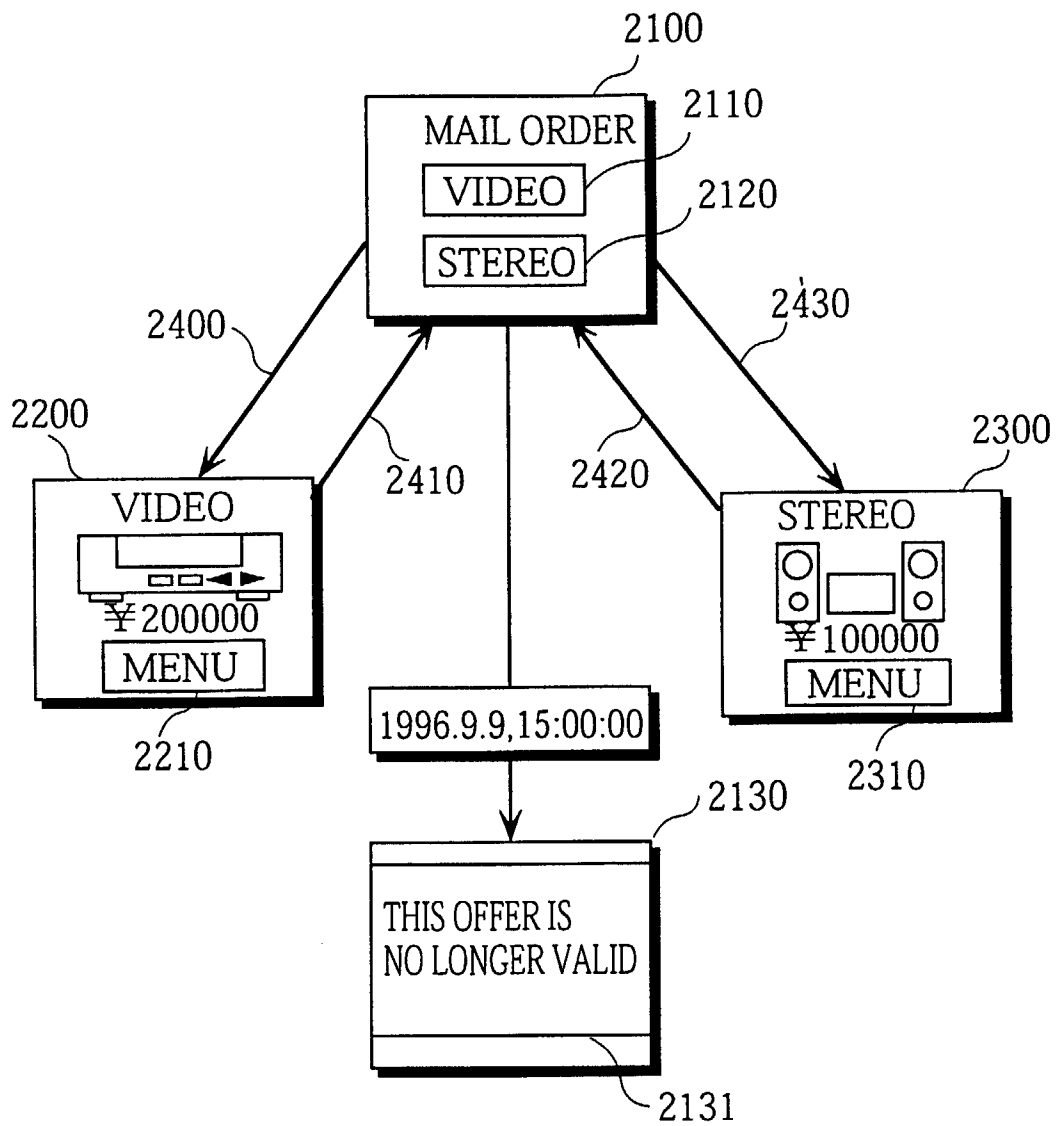 2100
MAIL ORDER
2110
VIDEO
2120
STEREO
2400
2430
2200
2410
2420
2300
VIDEO
¥200000
MENU
2210
STEREO
¥100000
MENU
2310
1996.9.9,15:00:00
2130
THIS OFFER IS
NO LONGER VALID
2131